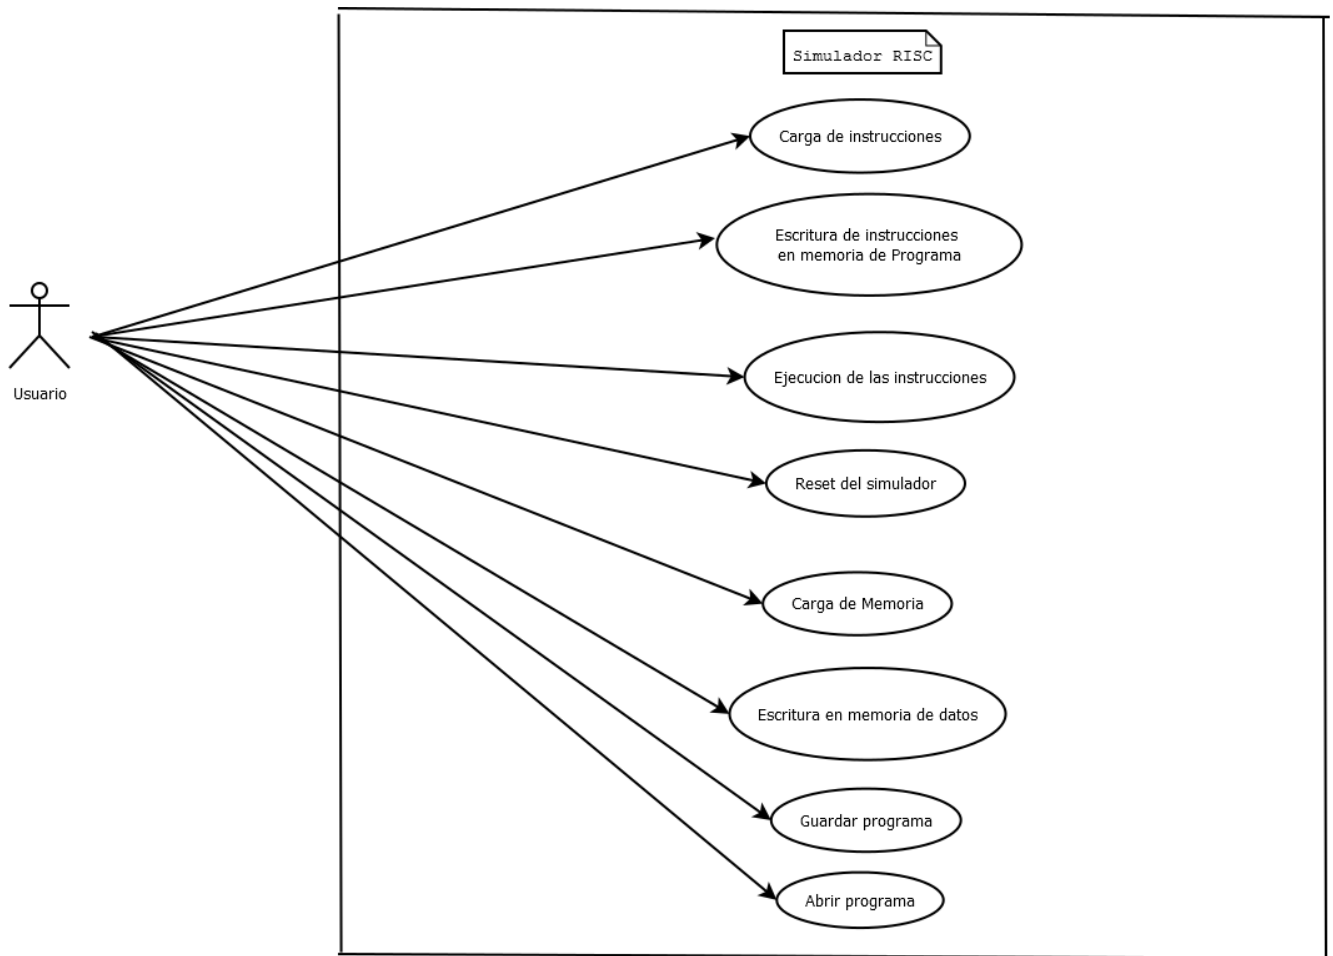 Simulador RISC
Carga de instrucciones
Escritura de instrucciones
en memoria de Programa
Usuario
Ejecucion de las instrucciones
Reset del simulador
Carga de Memoria
Escritura en memoria de datos
Guardar programa
Abrir programa